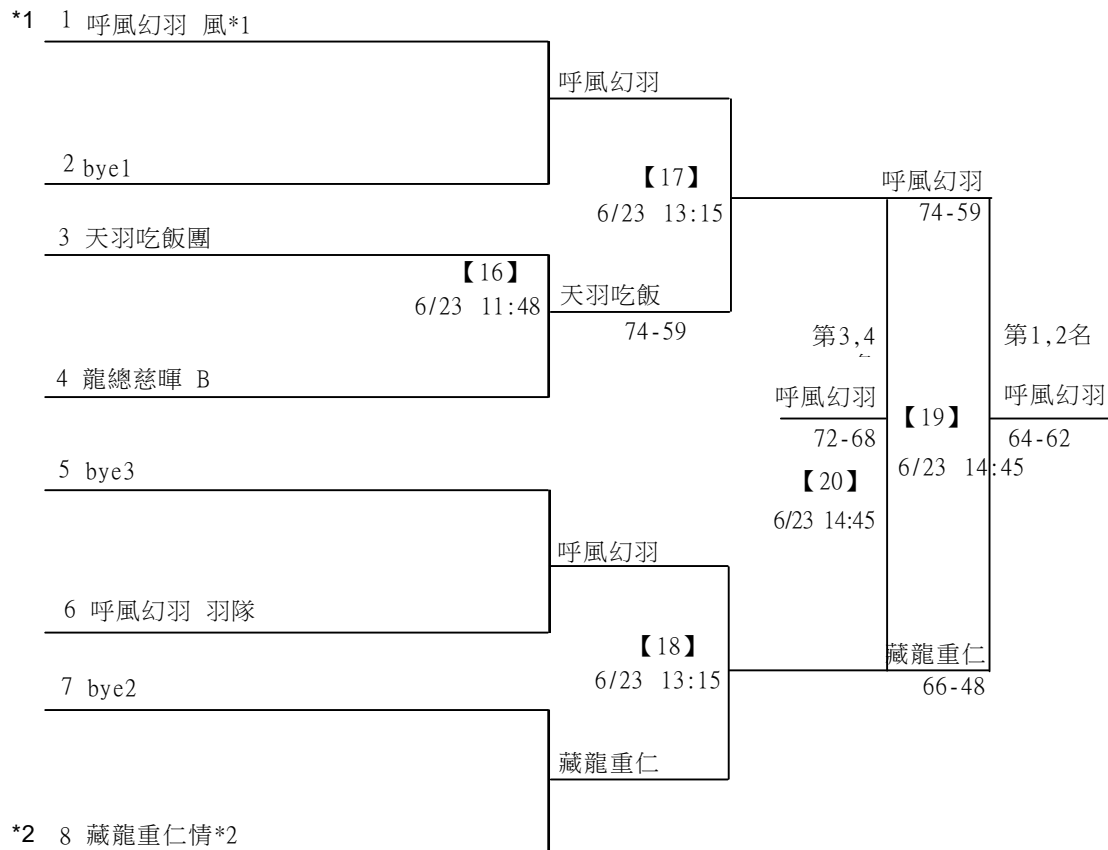 *1 1 呼風幻羽 風*1
呼風幻羽
2 bye1
【17】
6/23 13:15
呼風幻羽
74-59
3 天羽吃飯團
【16】
6/23 11:48
天羽吃飯
74-59
第3,4
第1,2名
4 龍總慈暉 B
呼風幻羽
72-68
【19】
6/23 14:45
呼風幻羽
64-62
5 bye3
【20】
6/23 14:45
呼風幻羽
6 呼風幻羽 羽隊
【18】
6/23 13:15
藏龍重仁
66-48
7 bye2
藏龍重仁
*2 8 藏龍重仁情*2